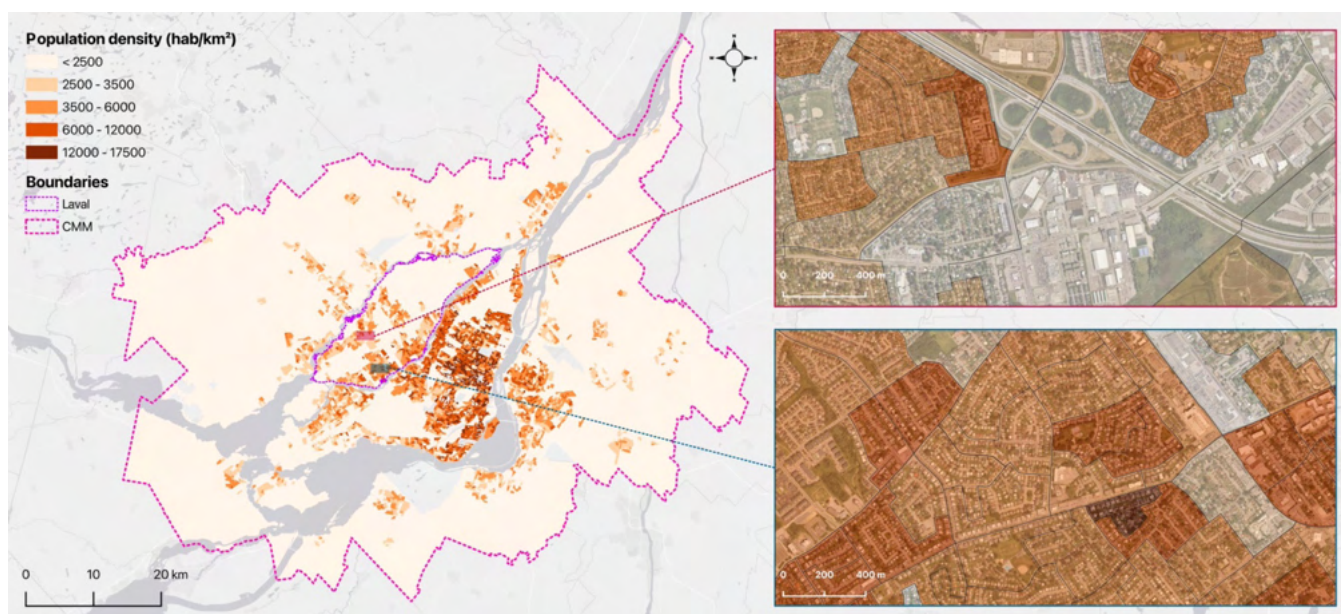 Population density (hab/km²)
< 2500
2500 - 3500
3500 - 6000
6000 - 12000
12000 - 17500
Boundaries
Laval
CMM
0 10 20 km
0 200 400 m
0 200 400 m